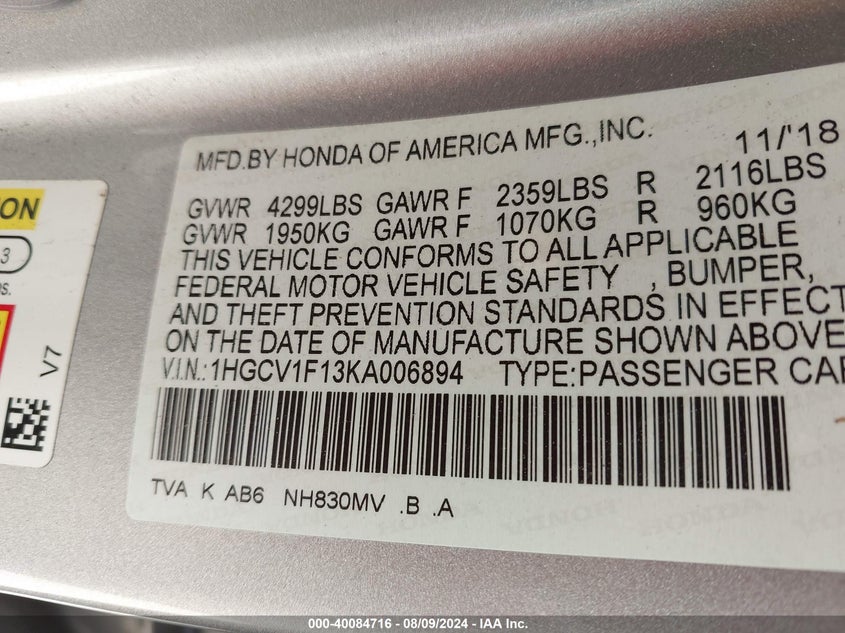 MFD.BY HONDA OF AMERICA MFG.,INC. 11/'18
GVWR 4299LBS GAWR F 2359LBS R 2116LBS
GVWR 1950KG GAWR F 1070KG R 960KG
THIS VEHICLE CONFORMS TO ALL APPLICABLE
FEDERAL MOTOR VEHICLE SAFETY , BUMPER,
AND THEFT PREVENTION STANDARDS IN EFFECT
ON THE DATE OF MANUFACTURE SHOWN ABOVE
V.I.N.:1HGCV1F13KA006894 TYPE:PASSENGER CAR
TVA K AB6 NH830MV .B .A
ION
3
os.
V7
000-40084716 - 08/09/2024 - IAA Inc.